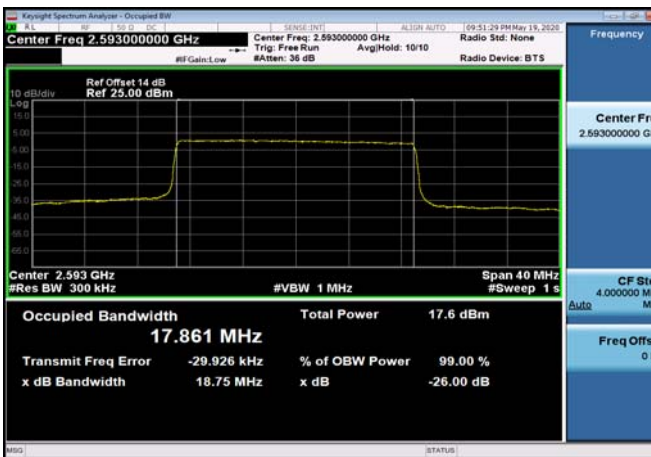 Keysight Spectrum Analyzer - Occupied BW
RL RF 50 Ω DC SENSE:INT ALIGN AUTO 09:51:29 PM May 19, 2020
Center Freq 2.593000000 GHz Center Freq: 2.593000000 GHz Radio Std: None Frequency
Trig: Free Run Avg|Hold: 10/10
#IFGain:Low #Atten: 36 dB Radio Device: BTS
Ref Offset 14 dB
10 dB/div Ref 25.00 dBm
Log
15.0
5.00
-5.00
-15.0
-25.0
-35.0
-45.0
-55.0
-65.0
Center Fr
2.593000000 G
Center 2.593 GHz Span 40 MHz
#Res BW 300 kHz #VBW 1 MHz #Sweep 1 s
CF Ste
4.000000 M
Auto M
Occupied Bandwidth Total Power 17.6 dBm
17.861 MHz
Transmit Freq Error -29.926 kHz % of OBW Power 99.00 %
x dB Bandwidth 18.75 MHz x dB -26.00 dB
Freq Offs
0
MSG STATUS